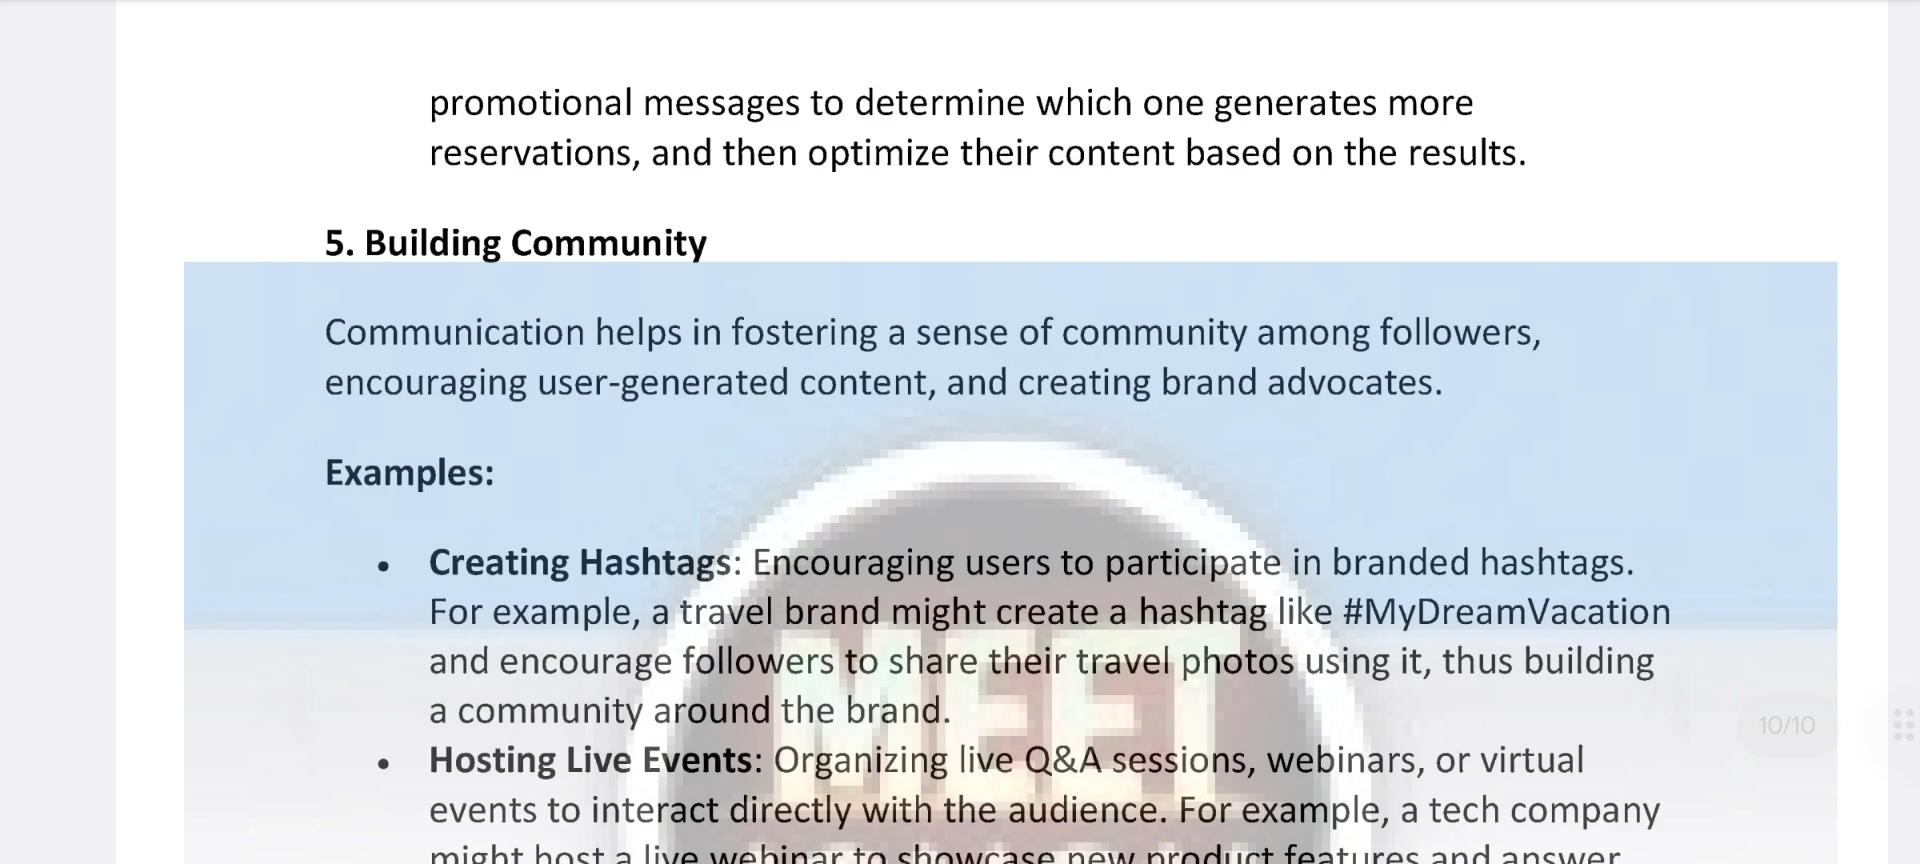 promotional messages to determine which one generates more
reservations, and then optimize their content based on the results.
5. Building Community
Communication helps in fostering a sense of community among followers,
encouraging user-generated content, and creating brand advocates.
Examples:
• Creating Hashtags: Encouraging users to participate in branded hashtags.
For example, a travel brand might create a hashtag like #MyDreamVacation
and encourage followers to share their travel photos using it, thus building
a community around the brand.
• Hosting Live Events: Organizing live Q&A sessions, webinars, or virtual
events to interact directly with the audience. For example, a tech company
might host a live webinar to showcase new product features and answer
MEET
10/10